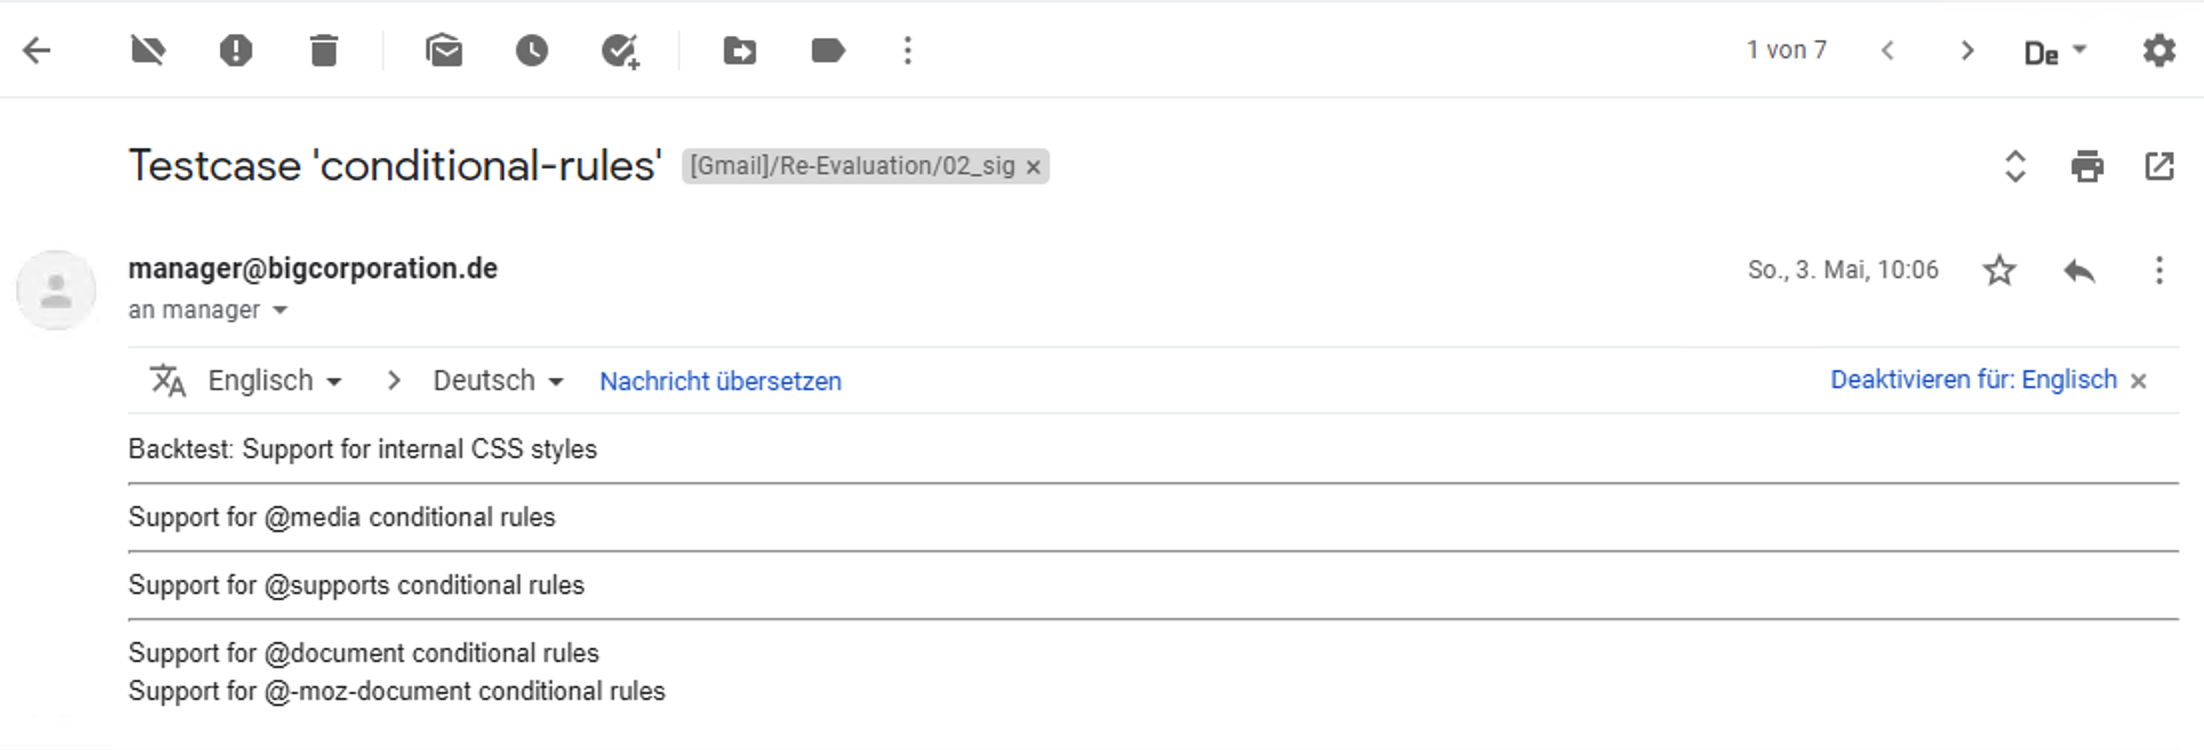 1 von 7
De
Testcase 'conditional-rules' [Gmail]/Re-Evaluation/02_sig ×
manager@bigcorporation.de
So., 3. Mai, 10:06
an manager
Englisch > Deutsch Nachricht übersetzen
Deaktivieren für: Englisch ×
Backtest: Support for internal CSS styles
Support for @media conditional rules
Support for @supports conditional rules
Support for @document conditional rules
Support for @-moz-document conditional rules